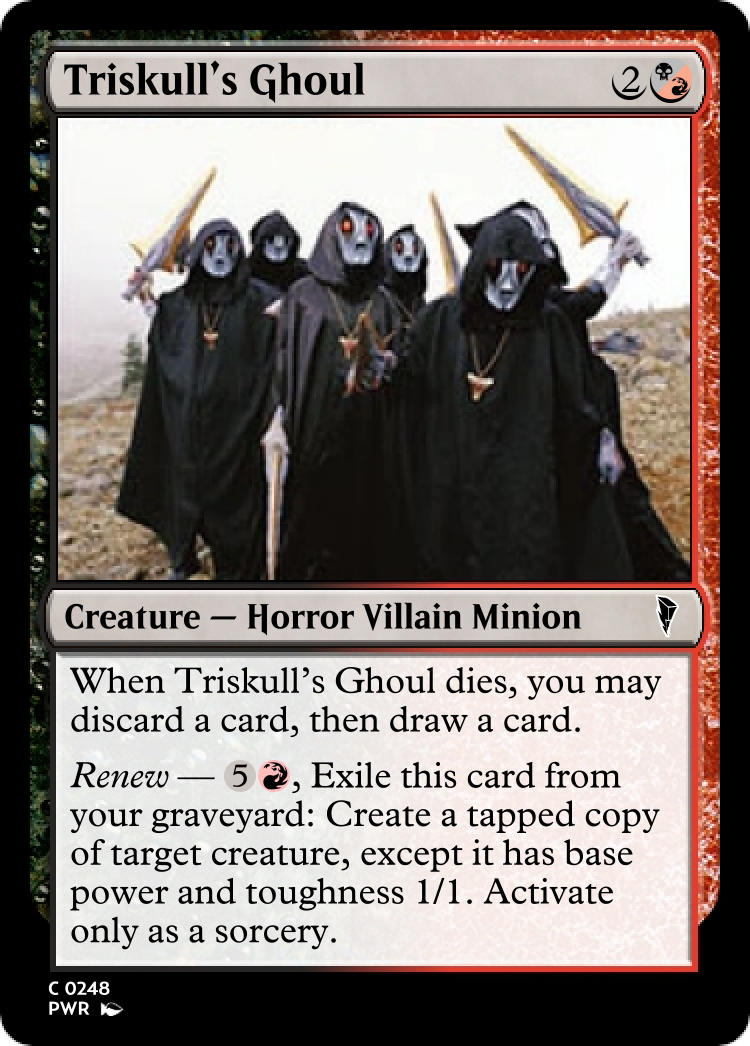 Triskull's Ghoul 2
Creature — Horror Villain Minion
When Triskull's Ghoul dies, you may
discard a card, then draw a card.
Renew — 5, Exile this card from
your graveyard: Create a tapped copy
of target creature, except it has base
power and toughness 1/1. Activate
only as a sorcery.
C 0248
PWR